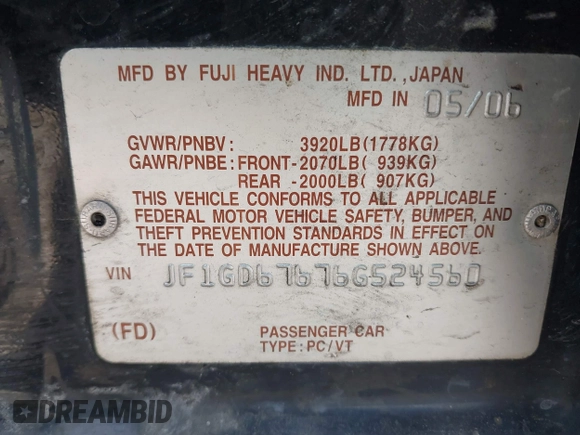 MFD BY FUJI HEAVY IND. LTD., JAPAN
MFD IN 05/06
GVWR/PNBV: 3920LB(1778KG)
GAWR/PNBE: FRONT-2070LB( 939KG)
REAR -2000LB( 907KG)
THIS VEHICLE CONFORMS TO ALL APPLICABLE
FEDERAL MOTOR VEHICLE SAFETY, BUMPER, AND
THEFT PREVENTION STANDARDS IN EFFECT ON
THE DATE OF MANUFACTURE SHOWN ABOVE.
VIN JF1GD67676G524560
(FD) PASSENGER CAR
TYPE: PC/VT
DREAMBID